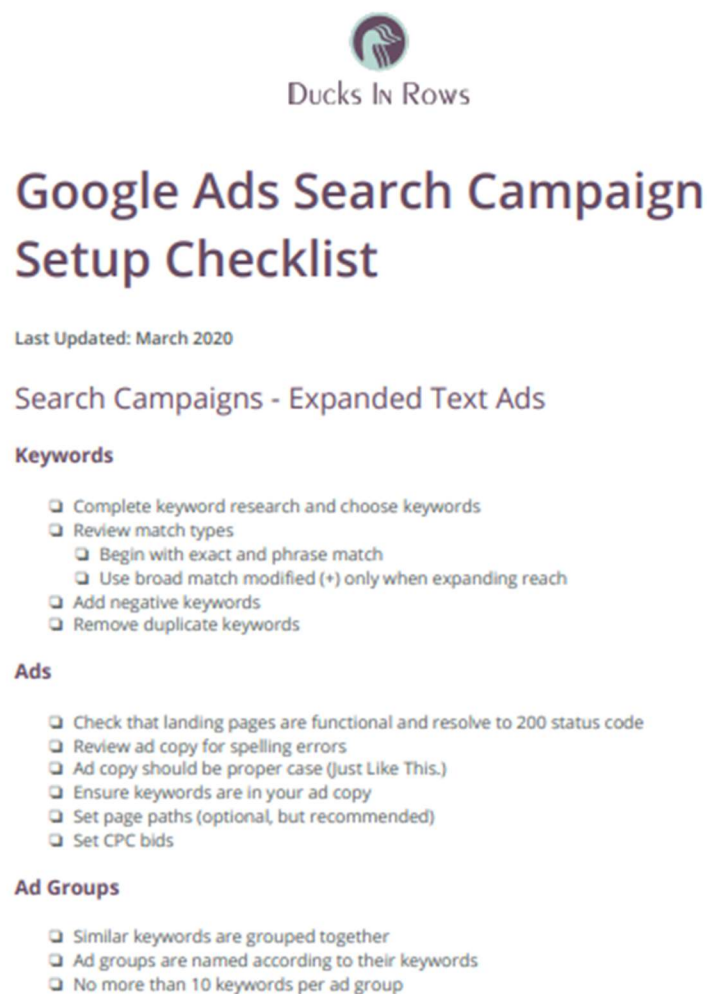 Ducks In Rows
Google Ads Search Campaign
Setup Checklist
Last Updated: March 2020
Search Campaigns - Expanded Text Ads
Keywords
❏ Complete keyword research and choose keywords
❏ Review match types
❏ Begin with exact and phrase match
❏ Use broad match modified (+) only when expanding reach
❏ Add negative keywords
❏ Remove duplicate keywords
Ads
❏ Check that landing pages are functional and resolve to 200 status code
❏ Review ad copy for spelling errors
❏ Ad copy should be proper case (Just Like This.)
❏ Ensure keywords are in your ad copy
❏ Set page paths (optional, but recommended)
❏ Set CPC bids
Ad Groups
❏ Similar keywords are grouped together
❏ Ad groups are named according to their keywords
❏ No more than 10 keywords per ad group